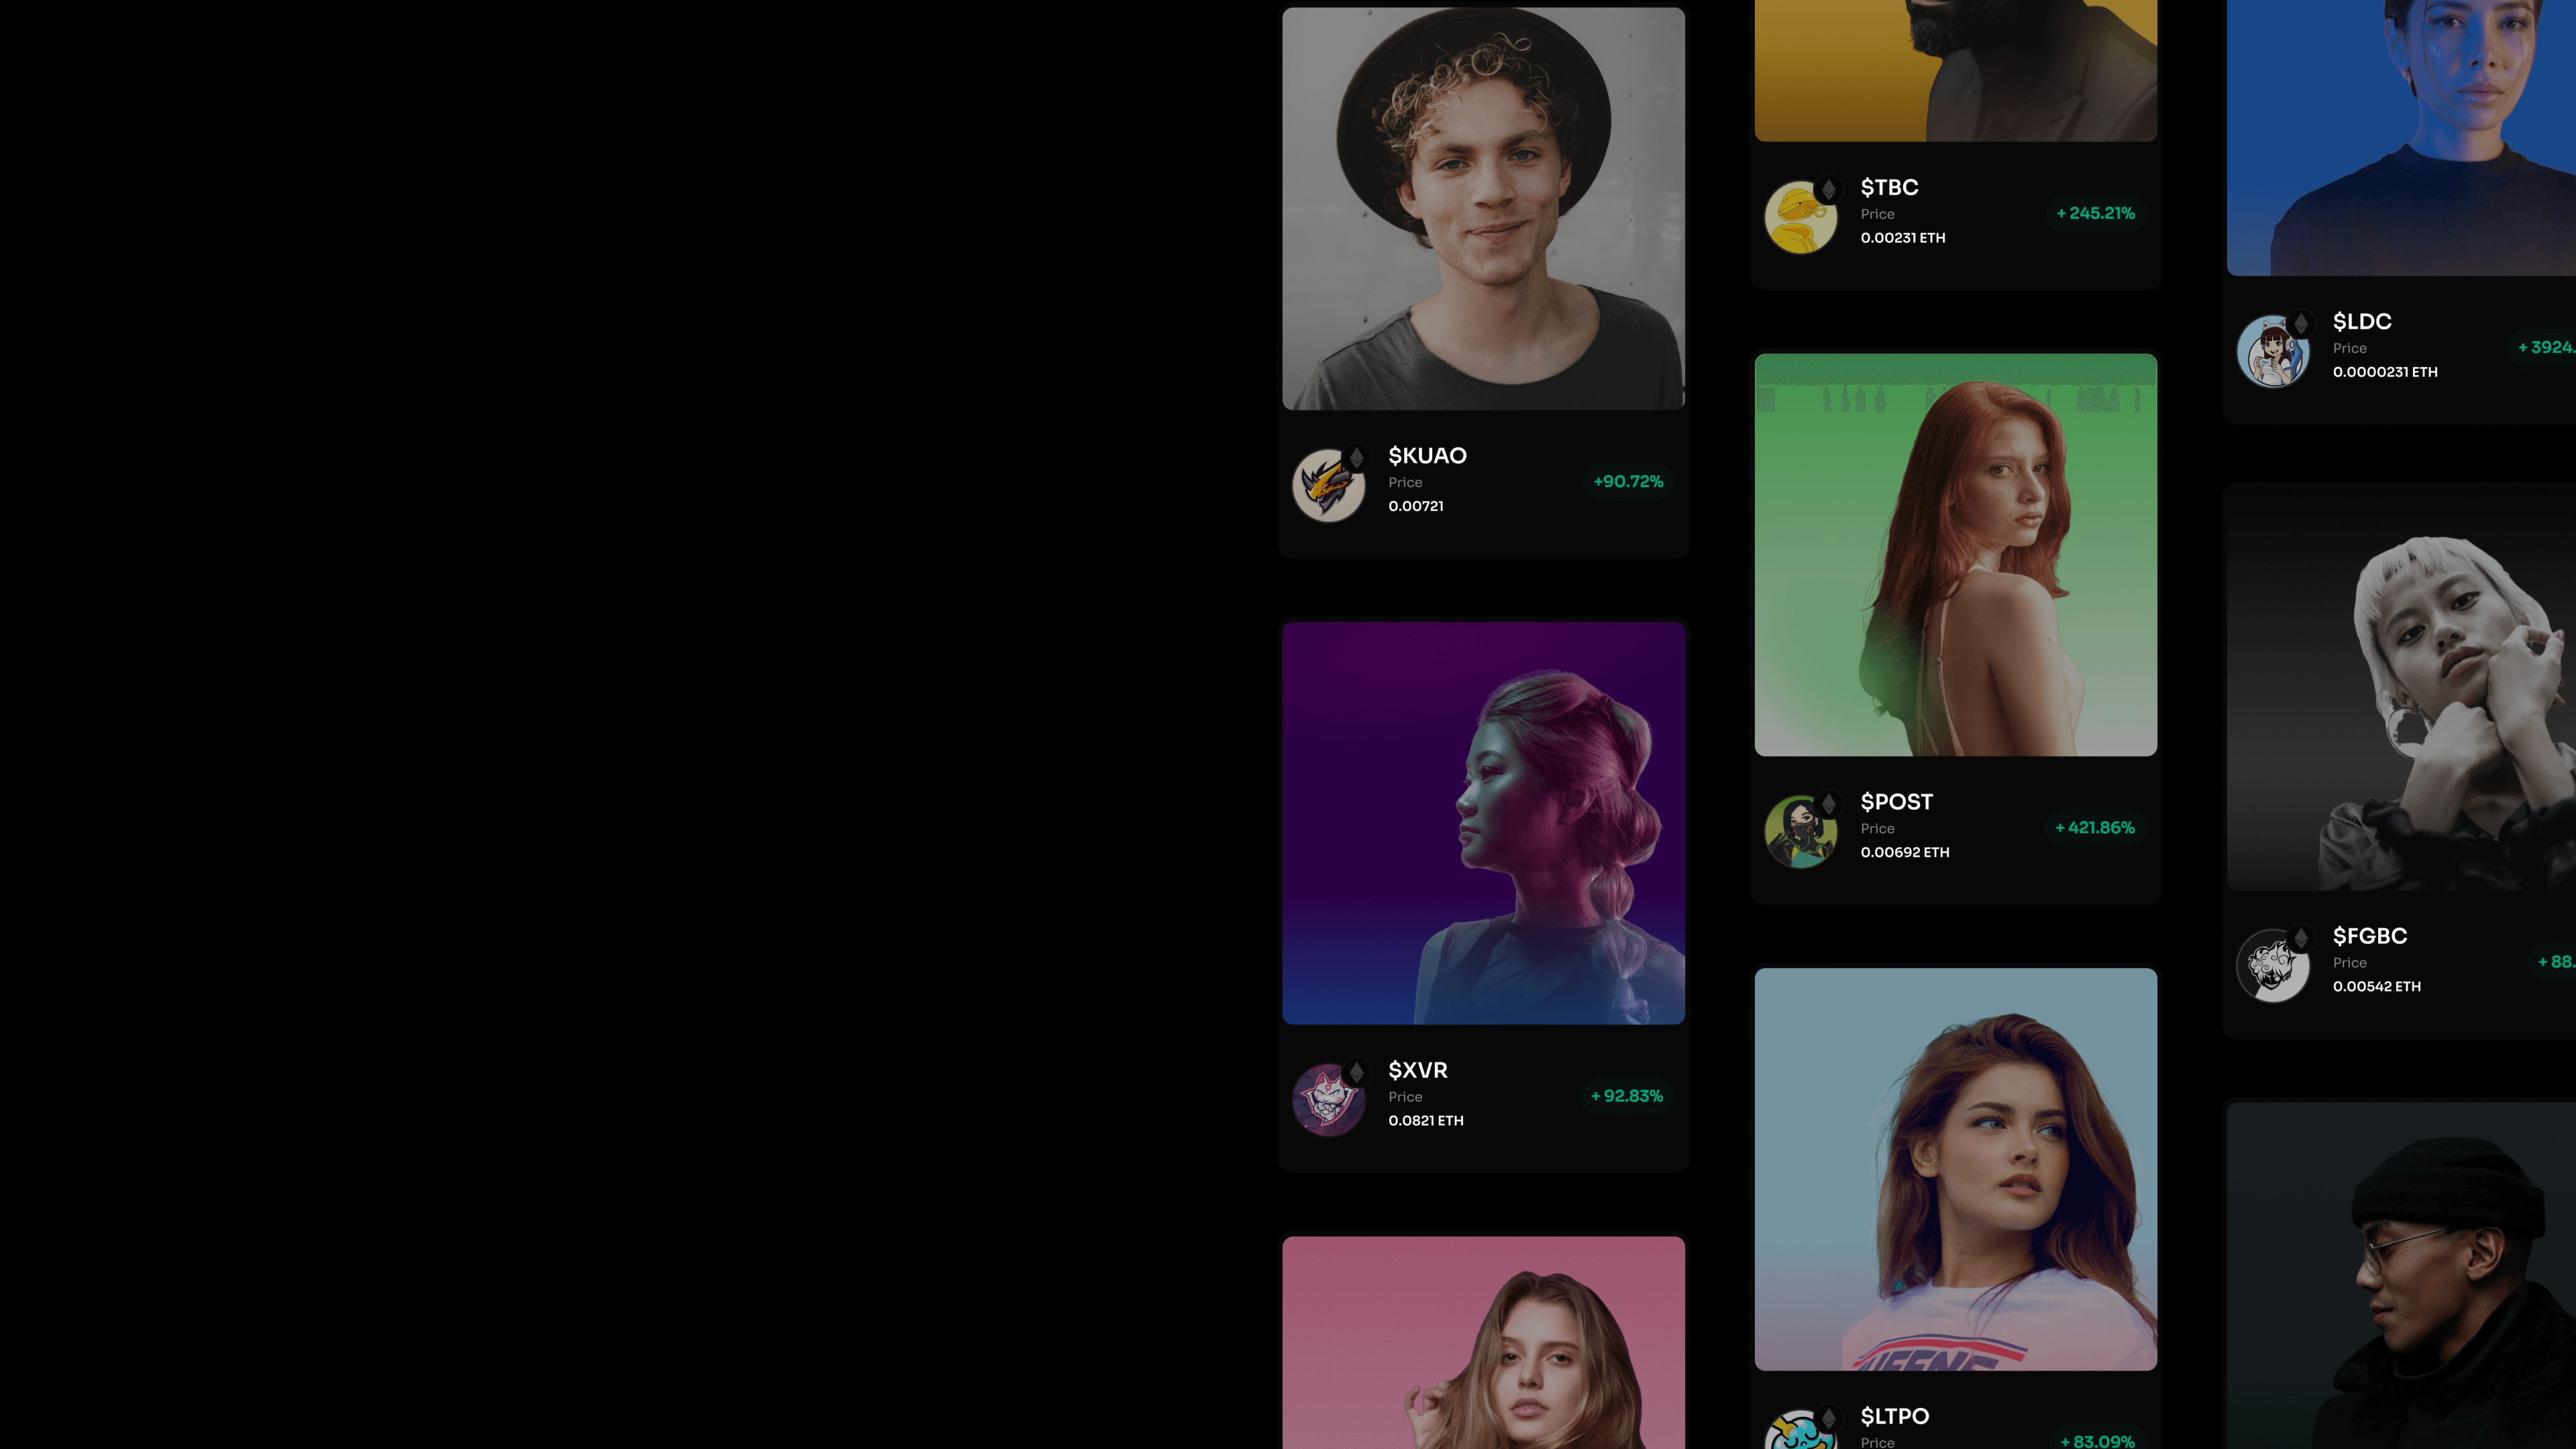 $KUAO
Price
0.00721
+90.72%
$XVR
Price
0.0821 ETH
+ 92.83%
$TBC
Price
0.00231 ETH
+ 245.21%
$POST
Price
0.00692 ETH
+ 421.86%
$LTPO
Price
+ 83.09%
$LDC
Price
0.0000231 ETH
+ 3924.
$FGBC
Price
0.00542 ETH
+ 88.